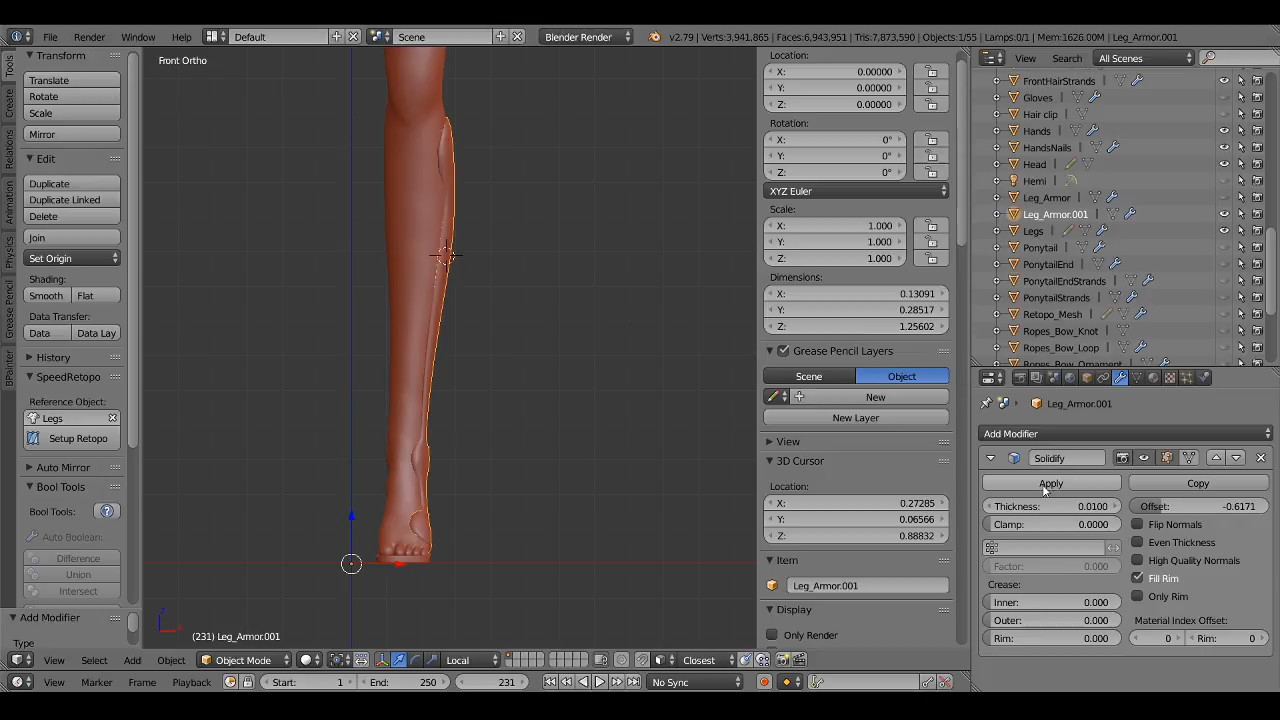 File Render Window Help Default Scene Blender Render v2.79 | Verts:3,941,865 | Faces:6,943,951 | Tris:7,873,590 | Objects:1/55 | Lamps:0/1 | Mem:1626.00M | Leg_Armor.001
Tools
Create
Relations
Animation
Physics
Grease Pencil
BPainter
Transform
Translate
Rotate
Scale
Mirror
Edit
Duplicate
Duplicate Linked
Delete
Join
Set Origin
Shading:
Smooth Flat
Data Transfer:
Data Data Lay
History
SpeedRetopo
Reference Object:
Legs
Setup Retopo
Auto Mirror
Bool Tools
Bool Tools:
Auto Boolean:
Difference
Union
Intersect
Add Modifier
Type
Front Ortho
z
x
(231) Leg_Armor.001
Location:
X: 0.00000
Y: 0.00000
Z: 0.00000
Rotation:
X: 0°
Y: 0°
Z: 0°
XYZ Euler
Scale:
X: 1.000
Y: 1.000
Z: 1.000
Dimensions:
X: 0.13091
Y: 0.28517
Z: 1.25602
Grease Pencil Layers
Scene Object
New
New Layer
View
3D Cursor
Location:
X: 0.27285
Y: 0.06566
Z: 0.88832
Item
Leg_Armor.001
Display
Only Render
View Search All Scenes
FrontHairStrands
Gloves
Hair clip
Hands
HandsNails
Head
Hemi
Leg_Armor
Leg_Armor.001
Legs
Ponytail
PonytailEnd
PonytailEndStrands
PonytailStrands
Retopo_Mesh
Ropes_Bow_Knot
Ropes_Bow_Loop
Ropes_Bow_Ornament
Leg_Armor.001
Add Modifier
Solidify
Apply Copy
Thickness: 0.0100 Offset: -0.6171
Clamp: 0.0000 Flip Normals
Even Thickness
Factor: 0.000 High Quality Normals
Crease: Fill Rim
Inner: 0.000 Only Rim
Outer: 0.000 Material Index Offset:
Rim: 0.000 0 Rim: 0
View Select Add Object Object Mode Local Closest
View Marker Frame Playback Start: 1 End: 250 231 No Sync